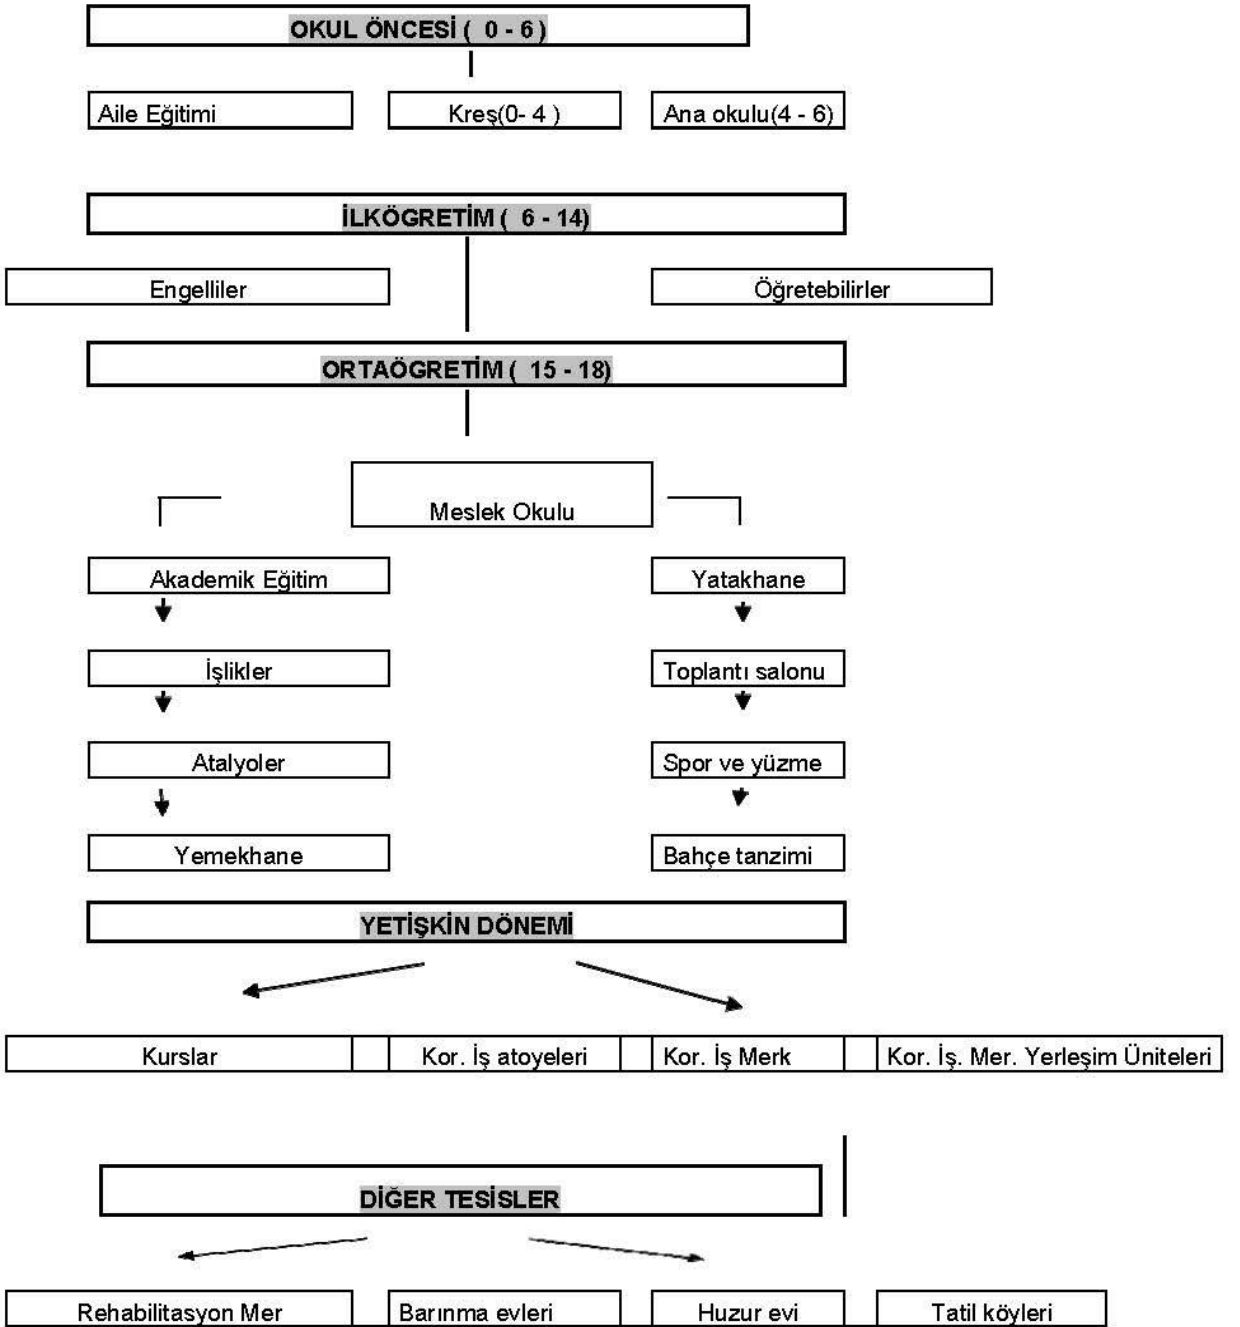 OKUL ÖNCESİ ( 0 - 6 )
Aile Eğitimi
Kreş(0- 4 )
Ana okulu(4 - 6)
İLKÖGRETİM ( 6 - 14)
Engelliler
Öğretebilirler
ORTAÖGRETİM ( 15 - 18)
Meslek Okulu
Akademik Eğitim
Yatakhane
İşlikler
Toplantı salonu
Atalyoler
Spor ve yüzme
Yemekhane
Bahçe tanzimi
YETİŞKİN DÖNEMİ
Kurslar
Kor. İş atoyeleri
Kor. İş Merk
Kor. İş. Mer. Yerleşim Üniteleri
DİĞER TESİSLER
Rehabilitasyon Mer
Barınma evleri
Huzur evi
Tatil köyleri